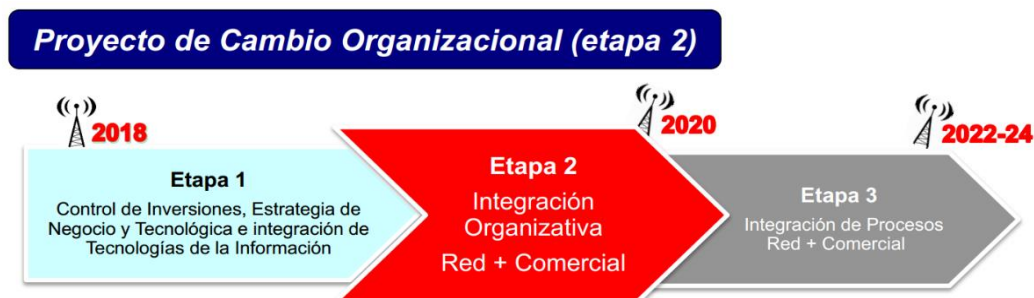 Proyecto de Cambio Organizacional (etapa 2)
2018
2020
2022-24
Etapa 1
Control de Inversiones, Estrategia de
Negocio y Tecnológica e integración de
Tecnologías de la Información
Etapa 2
Integración
Organizativa
Red + Comercial
Etapa 3
Integración de Procesos
Red + Comercial